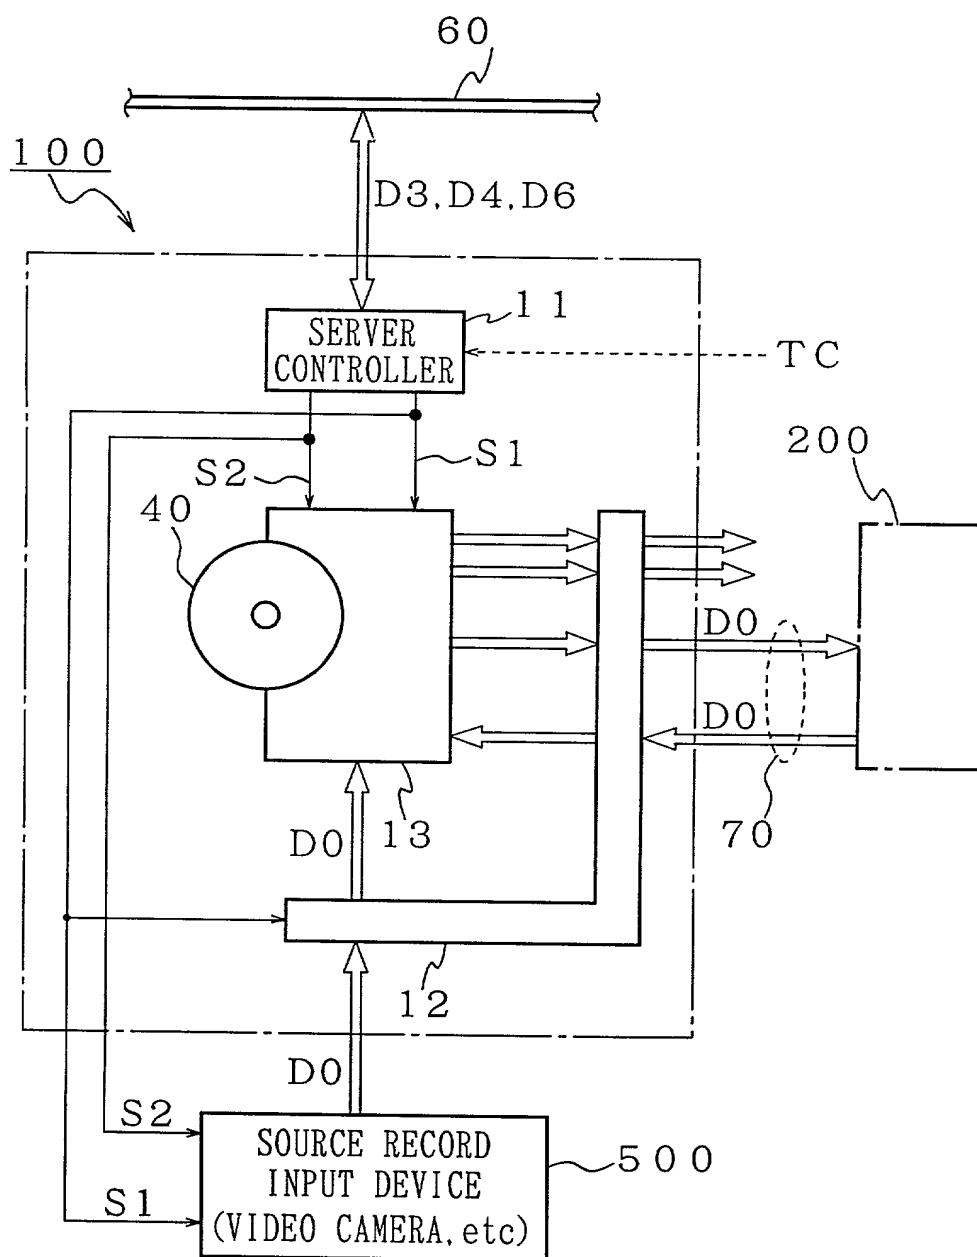 60
100
D3,D4,D6
11
SERVER
CONTROLLER
TC
S2
S1
200
40
D0
D0
13
70
D0
12
D0
S2
SOURCE RECORD
INPUT DEVICE
(VIDEO CAMERA,etc)
500
S1